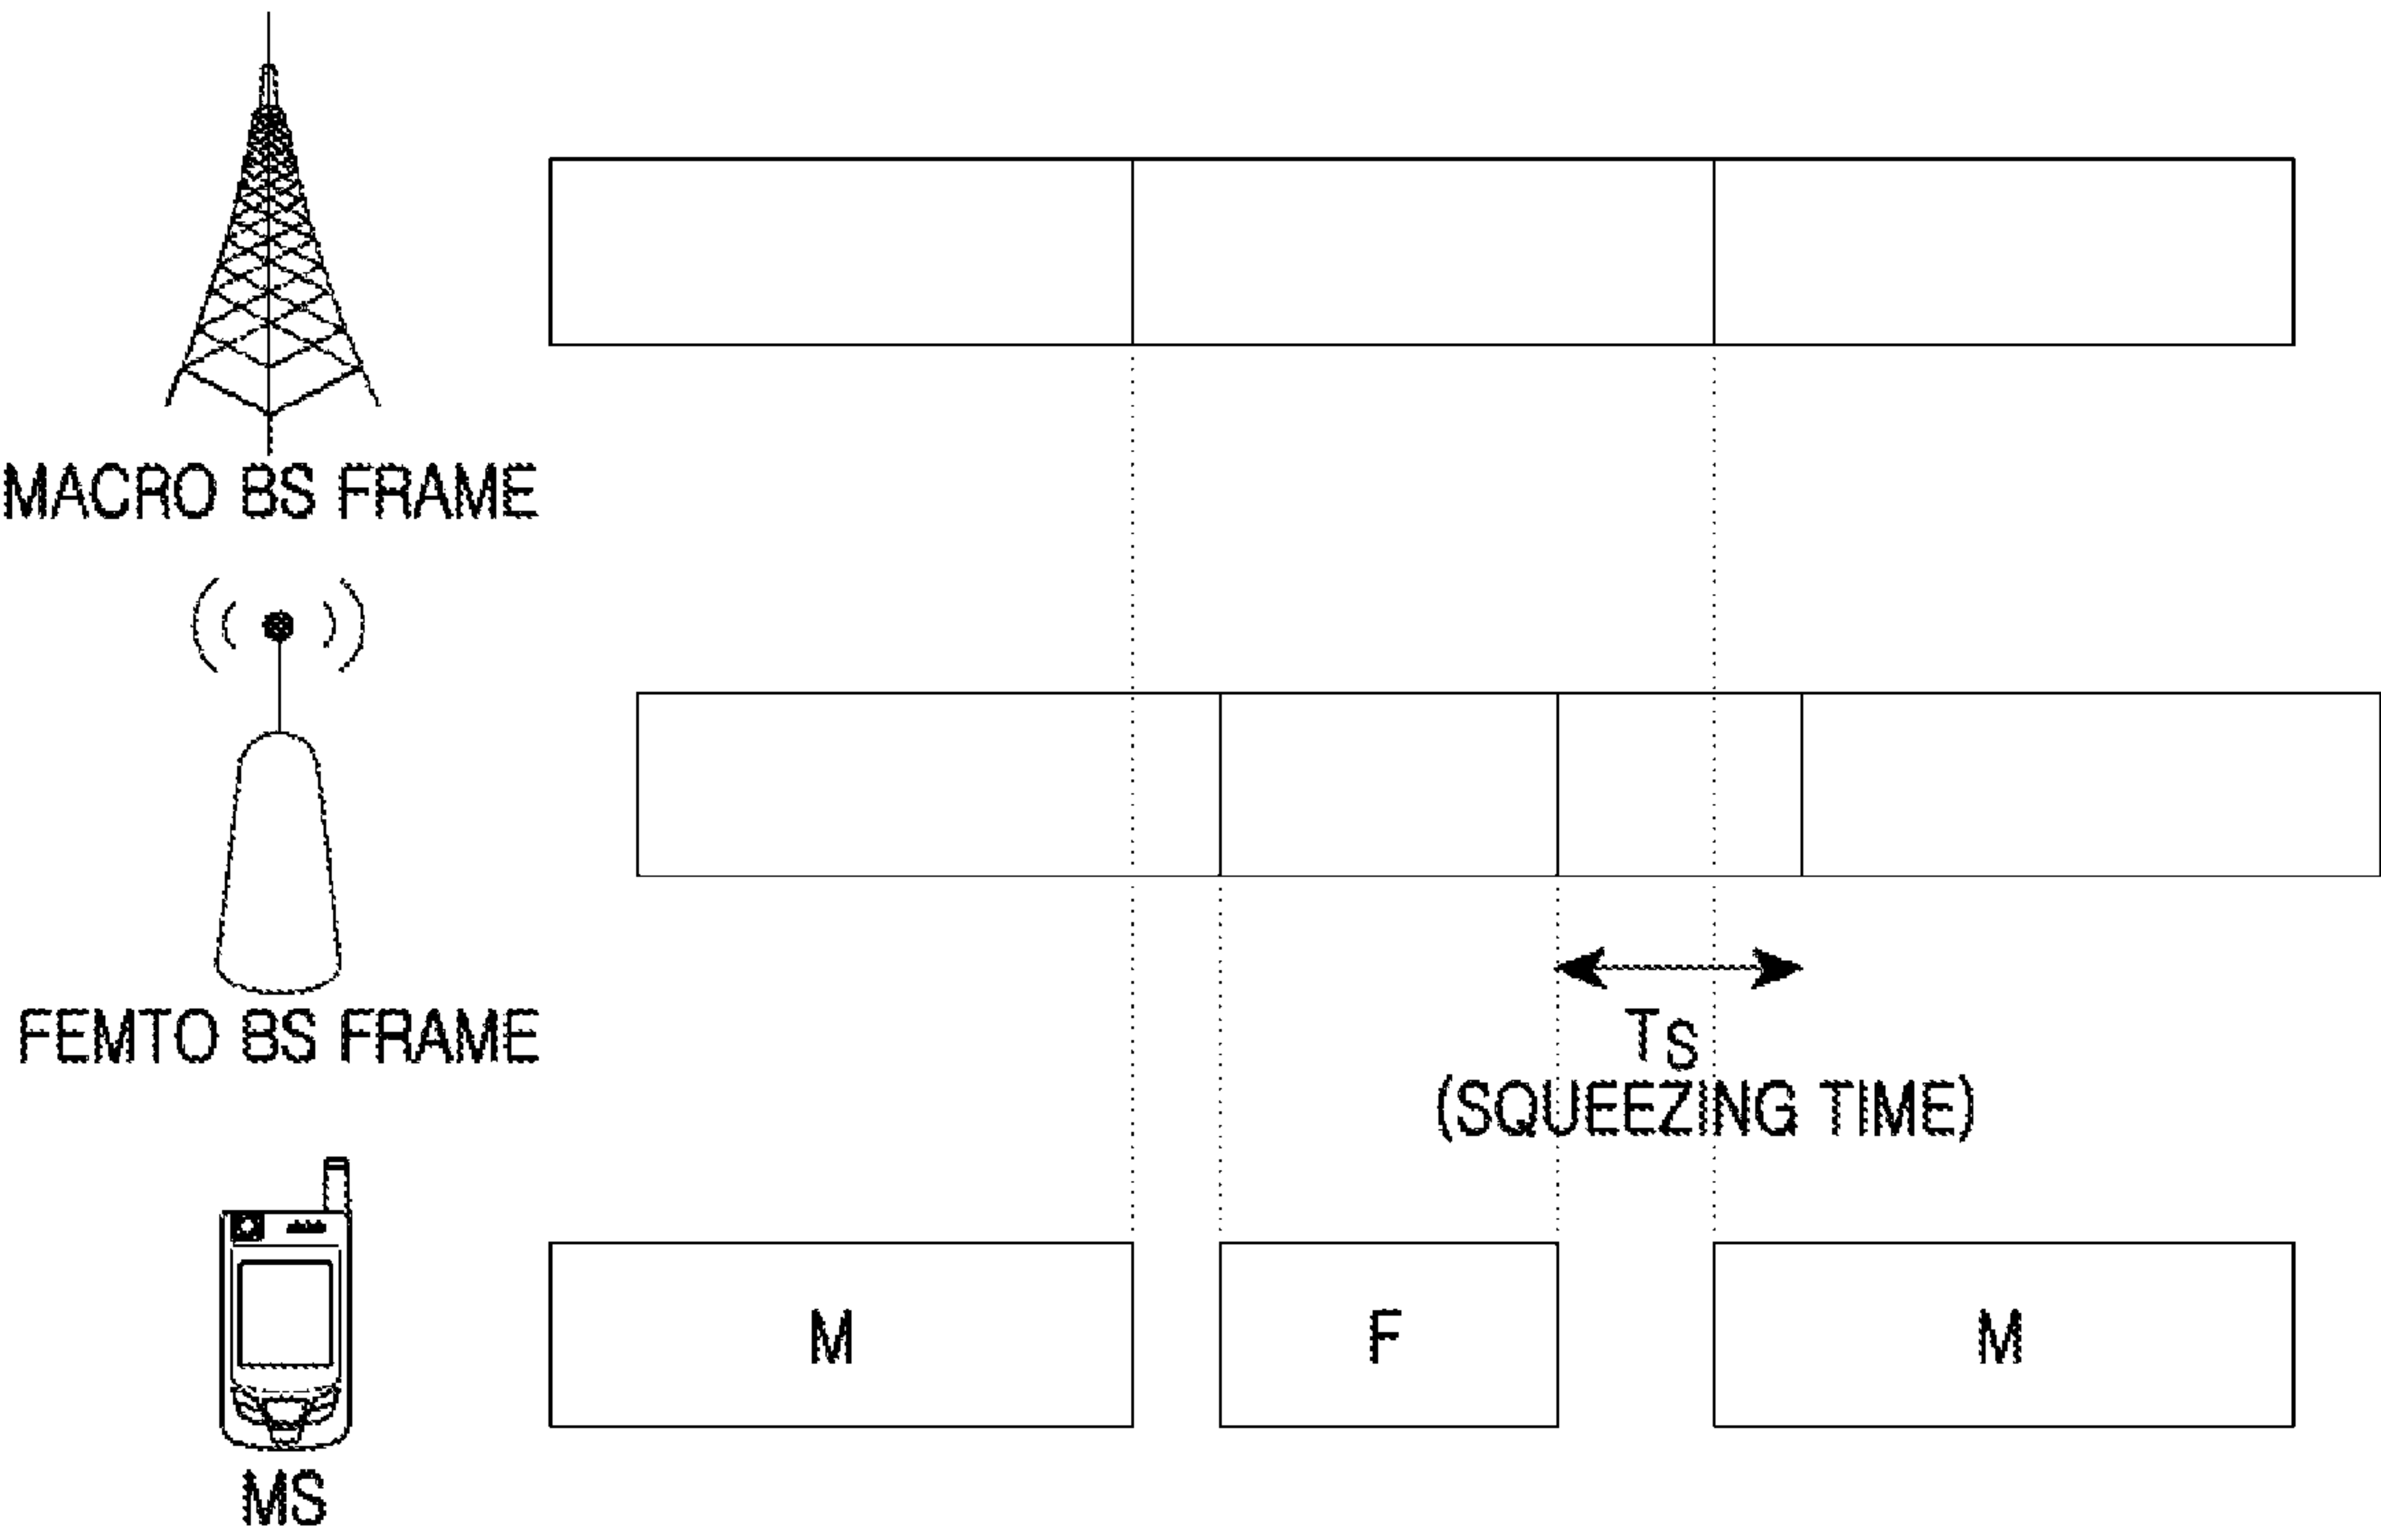 MACRO BS FRAME
FEMTO BS FRAME
TS
(SQUEEZING TIME)
M F M
MS